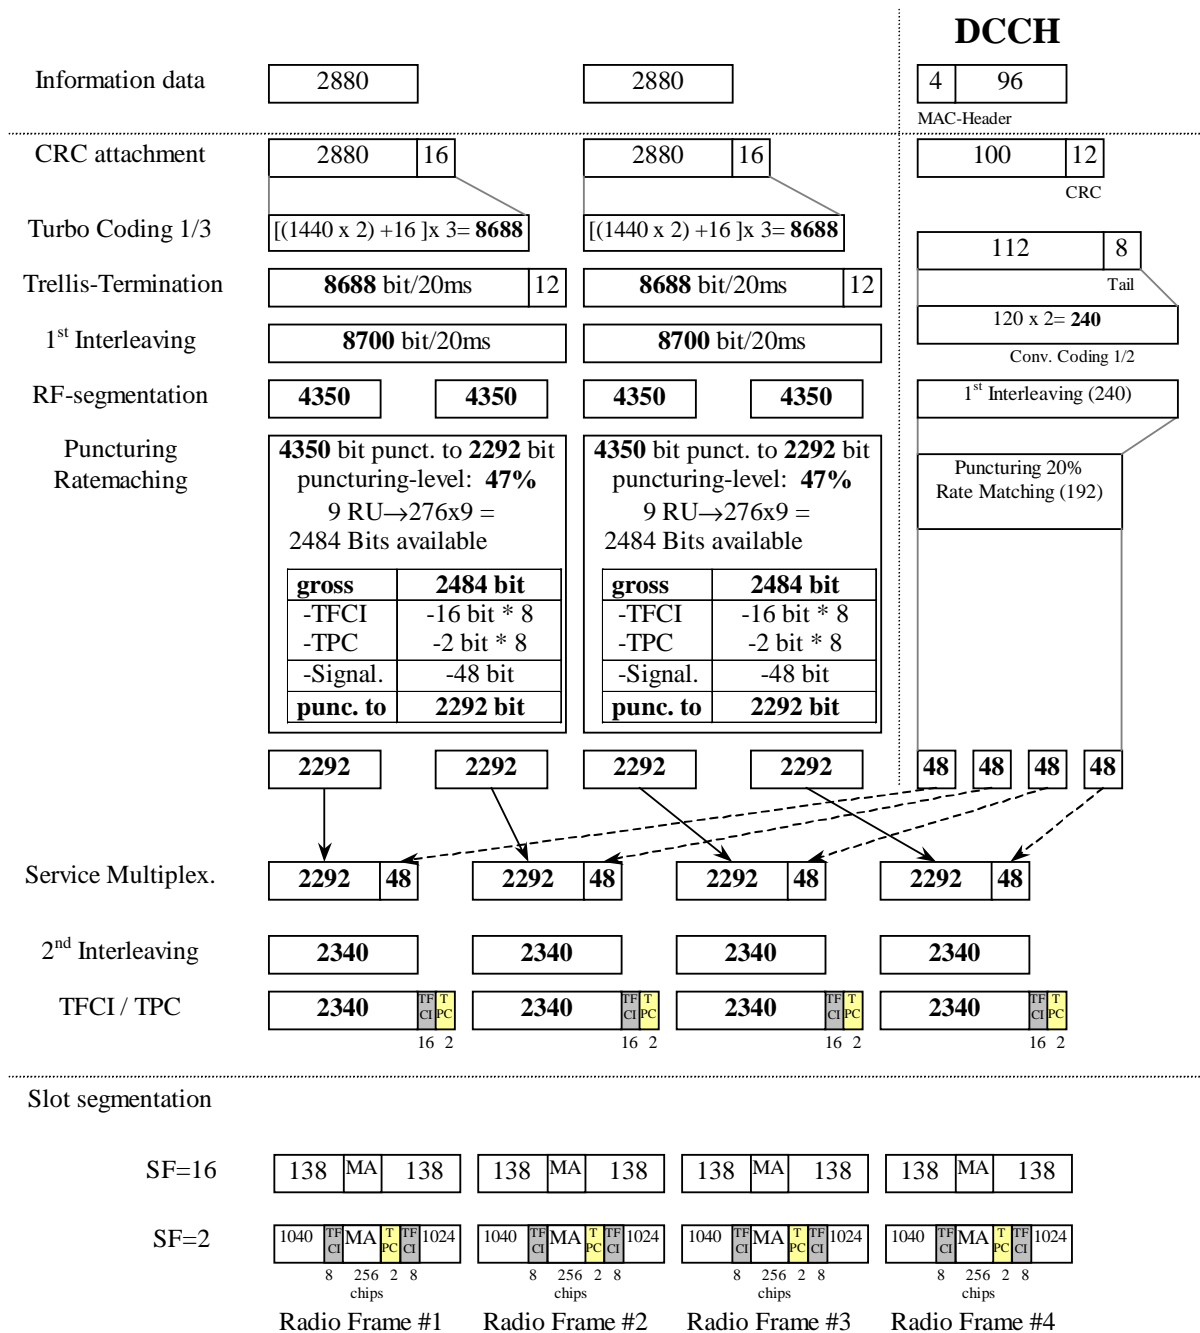 DCCH
Information data 2880 2880 4 96
MAC-Header
CRC attachment 2880 16 2880 16 100 12
CRC
Turbo Coding 1/3 [(1440 x 2) +16 ]x 3= 8688 [(1440 x 2) +16 ]x 3= 8688
112 8
Trellis-Termination 8688 bit/20ms 12 8688 bit/20ms 12
Tail
120 x 2= 240
1st Interleaving 8700 bit/20ms 8700 bit/20ms
Conv. Coding 1/2
RF-segmentation 4350 4350 4350 4350 1st Interleaving (240)
Puncturing 4350 bit punct. to 2292 bit 4350 bit punct. to 2292 bit
Ratemaching puncturing-level: 47% puncturing-level: 47%
Puncturing 20%
Rate Matching (192)
9 RU→276x9 = 9 RU→276x9 =
2484 Bits available 2484 Bits available
gross 2484 bit gross 2484 bit
-TFCI -16 bit * 8 -TFCI -16 bit * 8
-TPC -2 bit * 8 -TPC -2 bit * 8
-Signal. -48 bit -Signal. -48 bit
punc. to 2292 bit punc. to 2292 bit
2292 2292 2292 2292 48 48 48 48
Service Multiplex. 2292 48 2292 48 2292 48 2292 48
2nd Interleaving 2340 2340 2340 2340
TFCI / TPC 2340 TF CI T PC 2340 TF CI T PC 2340 TF CI T PC 2340 TF CI T PC
16 2 16 2 16 2 16 2
Slot segmentation
SF=16 138 MA 138 138 MA 138 138 MA 138 138 MA 138
SF=2 1040 TF CI MA T PC TF CI 1024 1040 TF CI MA T PC TF CI 1024 1040 TF CI MA T PC TF CI 1024 1040 TF CI MA T PC TF CI 1024
8 256 2 8 8 256 2 8 8 256 2 8 8 256 2 8
chips chips chips chips
Radio Frame #1 Radio Frame #2 Radio Frame #3 Radio Frame #4